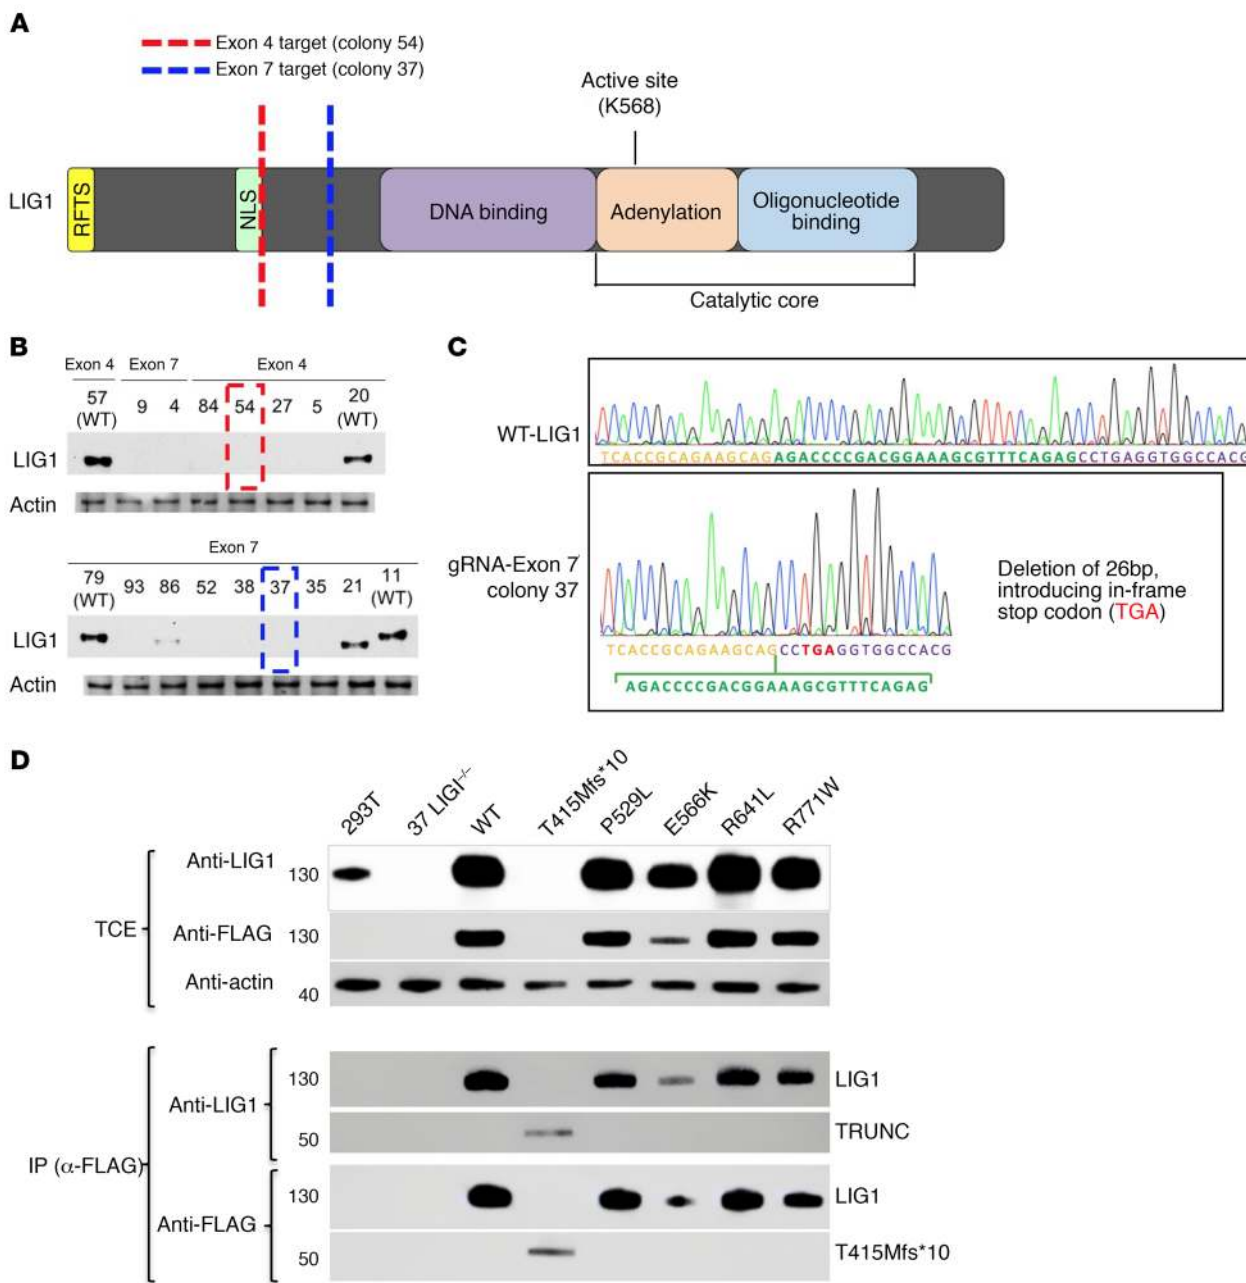 A
Exon 4 target (colony 54)
Exon 7 target (colony 37)
Active site
(K568)
LIG1
RFTS
NLS
DNA binding
Adenylation
Oligonucleotide
binding
Catalytic core
B
Exon 4 Exon 7 Exon 4
57 9 4 84 54 27 5 20
(WT) (WT)
LIG1
Actin
Exon 7
79 93 86 52 38 37 35 21 11
(WT) (WT)
LIG1
Actin
C
WT-LIG1
TCACCGCAGAAGCAGAGACCCCGACGGAAAGCGTTTCAGAGCCTGAGGTGGCCACG
gRNA-Exon 7
colony 37
Deletion of 26bp,
introducing in-frame
stop codon (TGA)
TCACCGCAGAAGCAGCCTGAGGTGGCCACG
AGACCCCGACGGAAAGCGTTTCAGAG
D
293T 37 LIGI-/- WT T415Mfs*10 P529L E566K R641L R771W
TCE
Anti-LIG1 130
Anti-FLAG 130
Anti-actin 40
IP (α-FLAG)
Anti-LIG1
130 LIG1
50 TRUNC
Anti-FLAG
130 LIG1
50 T415Mfs*10